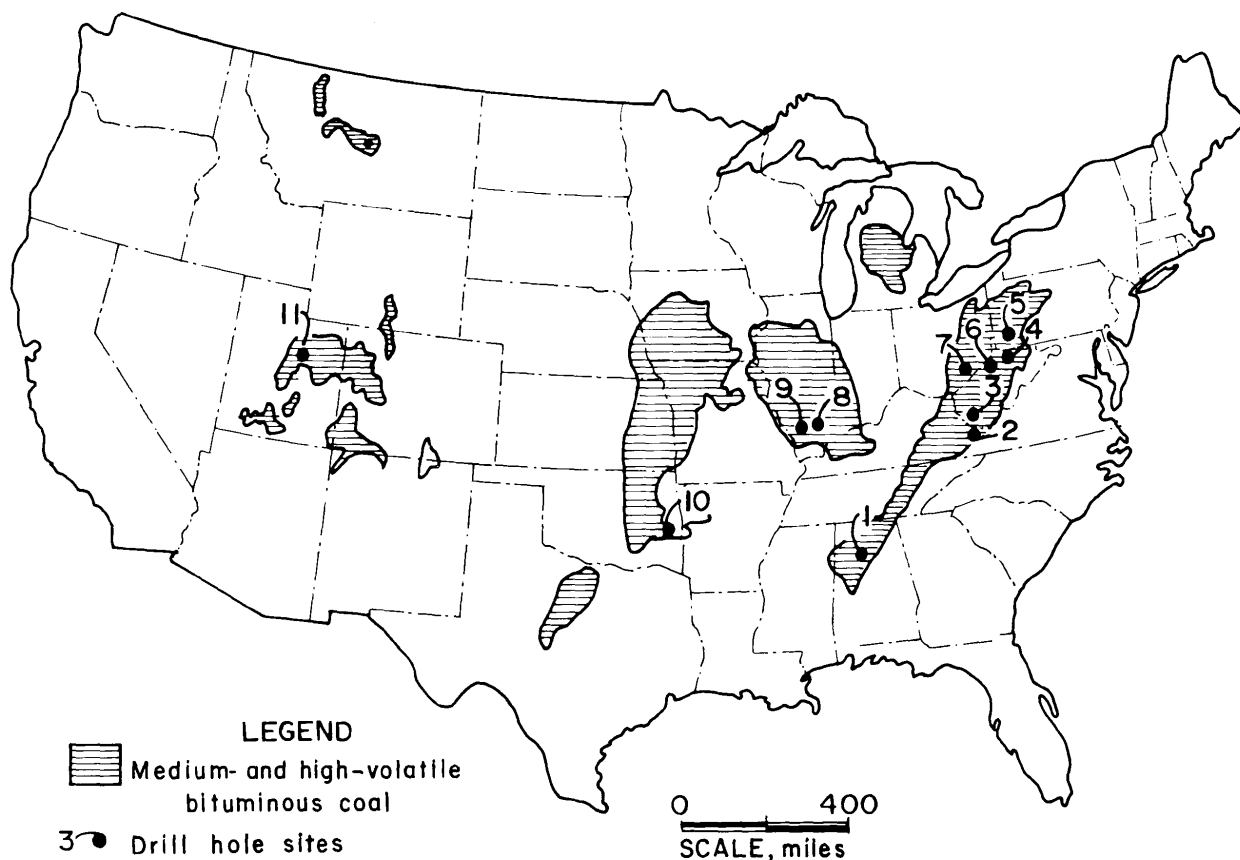 11
5
6
4
7
3
9
8
2
10
1
LEGEND
Medium- and high-volatile
bituminous coal
3 Drill hole sites
0 400
SCALE, miles